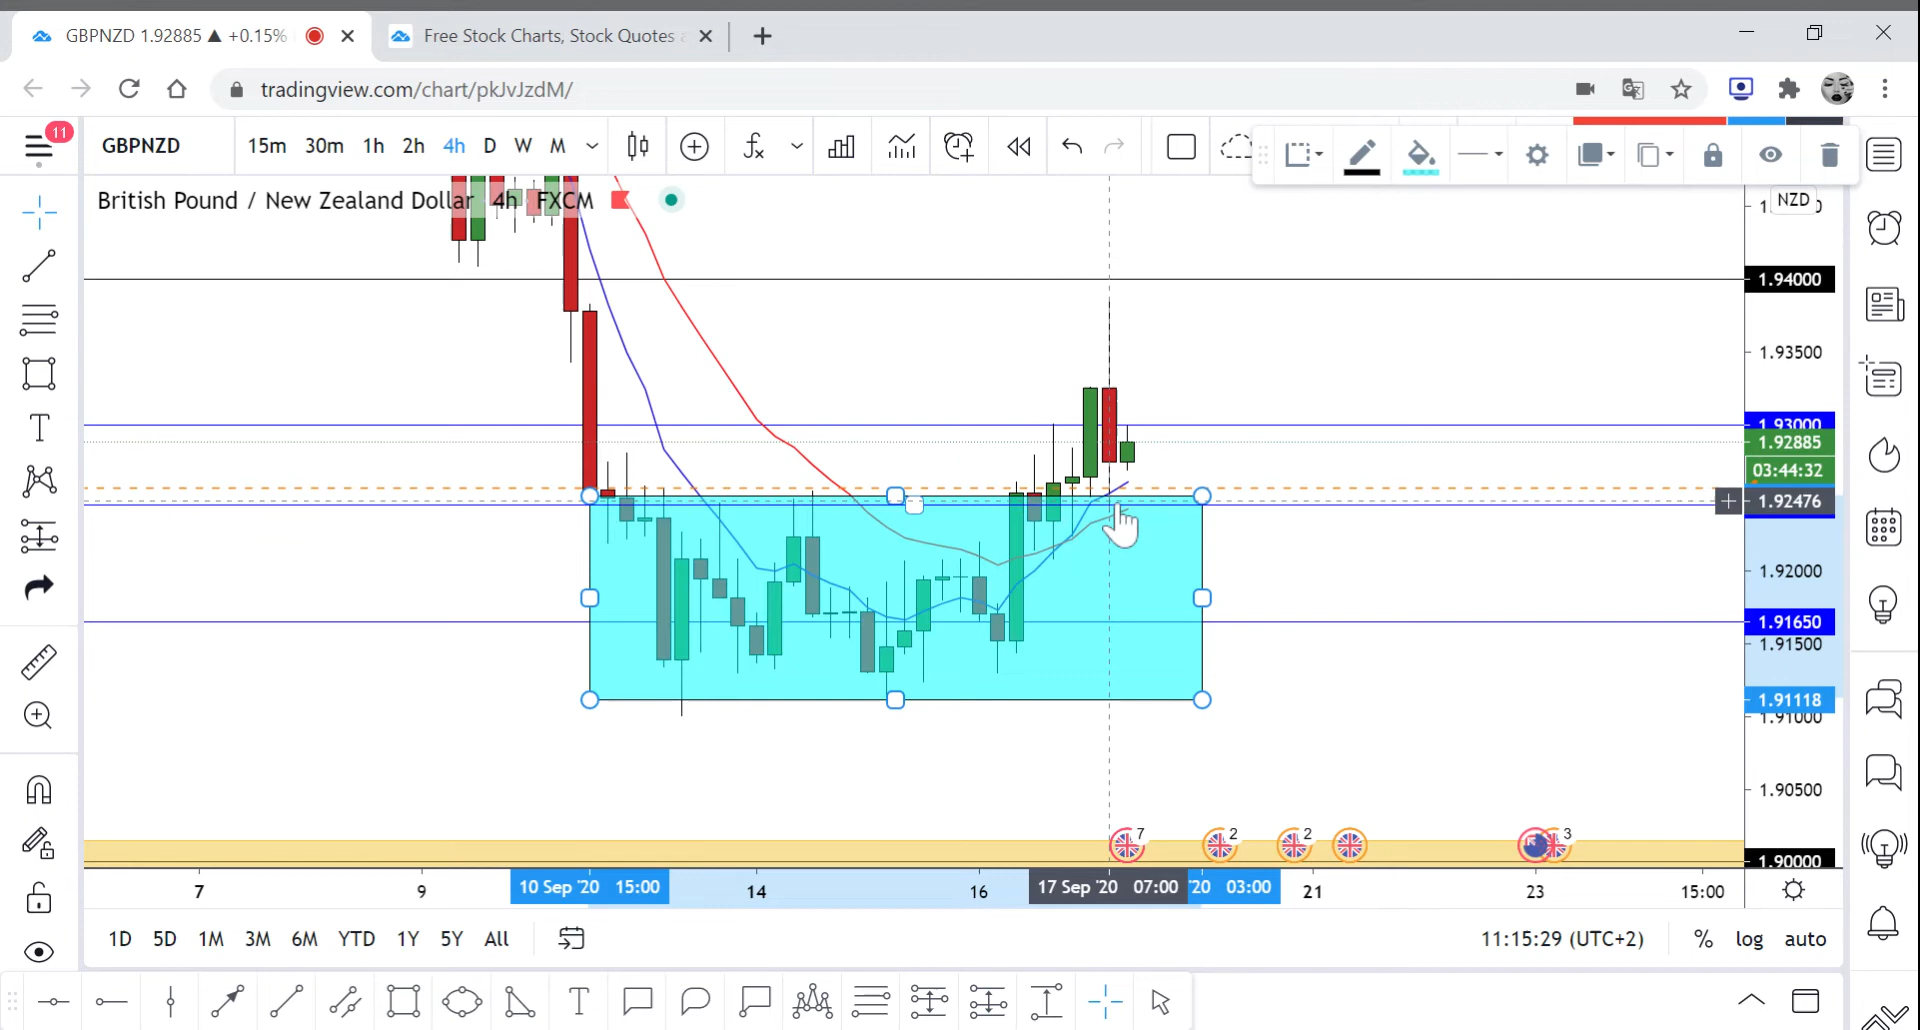 GBPNZD 1.92885 ▲ +0.15%
Free Stock Charts, Stock Quotes
tradingview.com/chart/pkJvJzdM/
11
GBPNZD 15m 30m 1h 2h 4h D W M
British Pound / New Zealand Dollar 4h FXCM
NZD
1.94000
1.93500
1.93000
1.92885
03:44:32
1.92476
1.92000
1.91650
1.91500
1.91118
1.91000
1.90500
7 2 2 3
1.90000
7 9 10 Sep '20 15:00 14 16 17 Sep '20 07:00 '20 03:00 21 23 15:00
1D 5D 1M 3M 6M YTD 1Y 5Y All 11:15:29 (UTC+2) % log auto
T
T